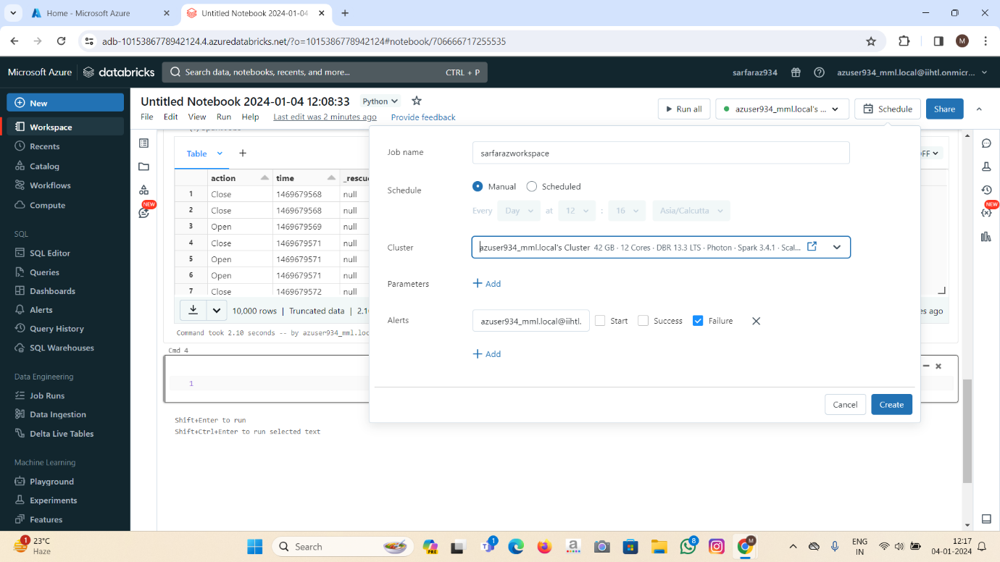 Home - Microsoft Azure
Untitled Notebook 2024-01-04
adb-1015386778942124.4.azuredatabricks.net/?o=1015386778942124#notebook/706666717255535
M
Microsoft Azure
databricks
Search data, notebooks, recents, and more...
CTRL + P
sarfaraz934
azuser934_mml.local@iihtl.onmicr...
New
Workspace
Recents
Catalog
Workflows
Compute
SQL
SQL Editor
Queries
Dashboards
Alerts
Query History
SQL Warehouses
Data Engineering
Job Runs
Data Ingestion
Delta Live Tables
Machine Learning
Playground
Experiments
Features
Untitled Notebook 2024-01-04 12:08:33
Python
File Edit View Run Help Last edit was 2 minutes ago Provide feedback
Run all
azuser934_mml.local's ...
Schedule
Share
NEW
Table
action time _rescue
1 Close 1469679568 null
2 Close 1469679568 null
3 Open 1469679569 null
4 Close 1469679571 null
5 Open 1469679571 null
6 Open 1469679571 null
7 Close 1469679572 null
10,000 rows | Truncated data | 2.10
Command took 2.10 seconds -- by azuser934_mml.loc
Cmd 4
1
Shift+Enter to run
Shift+Ctrl+Enter to run selected text
Job name
sarfarazworkspace
Schedule
Manual
Scheduled
Every Day at 12 : 16 Asia/Calcutta
Cluster
azuser934_mml.local's Cluster 42 GB · 12 Cores · DBR 13.3 LTS · Photon · Spark 3.4.1 · Scal...
Parameters
Add
Alerts
azuser934_mml.local@iihtl.
Start
Success
Failure
Add
Cancel
Create
OFF
es ago
NEW
1
23°C
Haze
Search
PRE
1
8
M
ENG
IN
12:17
04-01-2024